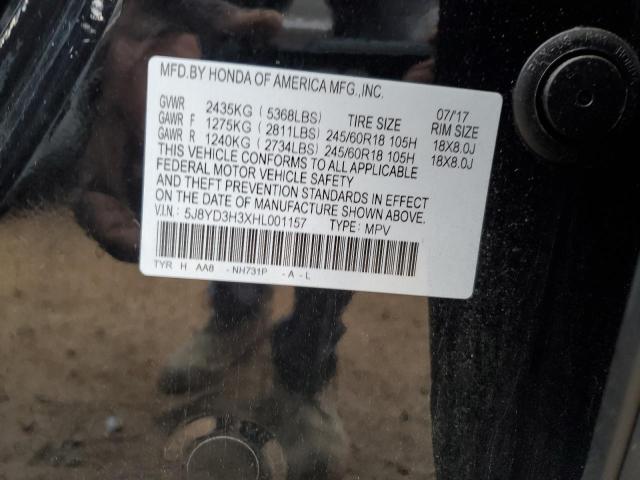 MFD.BY HONDA OF AMERICA MFG.,INC.
07/17
GVWR 2435KG (5368LBS) TIRE SIZE RIM SIZE
GAWR F 1275KG (2811LBS) 245/60R18 105H 18X8.0J
GAWR R 1240KG (2734LBS) 245/60R18 105H 18X8.0J
THIS VEHICLE CONFORMS TO ALL APPLICABLE
FEDERAL MOTOR VEHICLE SAFETY
AND THEFT PREVENTION STANDARDS IN EFFECT
ON THE DATE OF MANUFACTURE SHOWN ABOVE.
V.I.N.: 5J8YD3H3XHL001157 TYPE: MPV
TYR H AA8 -NH731P -A-L